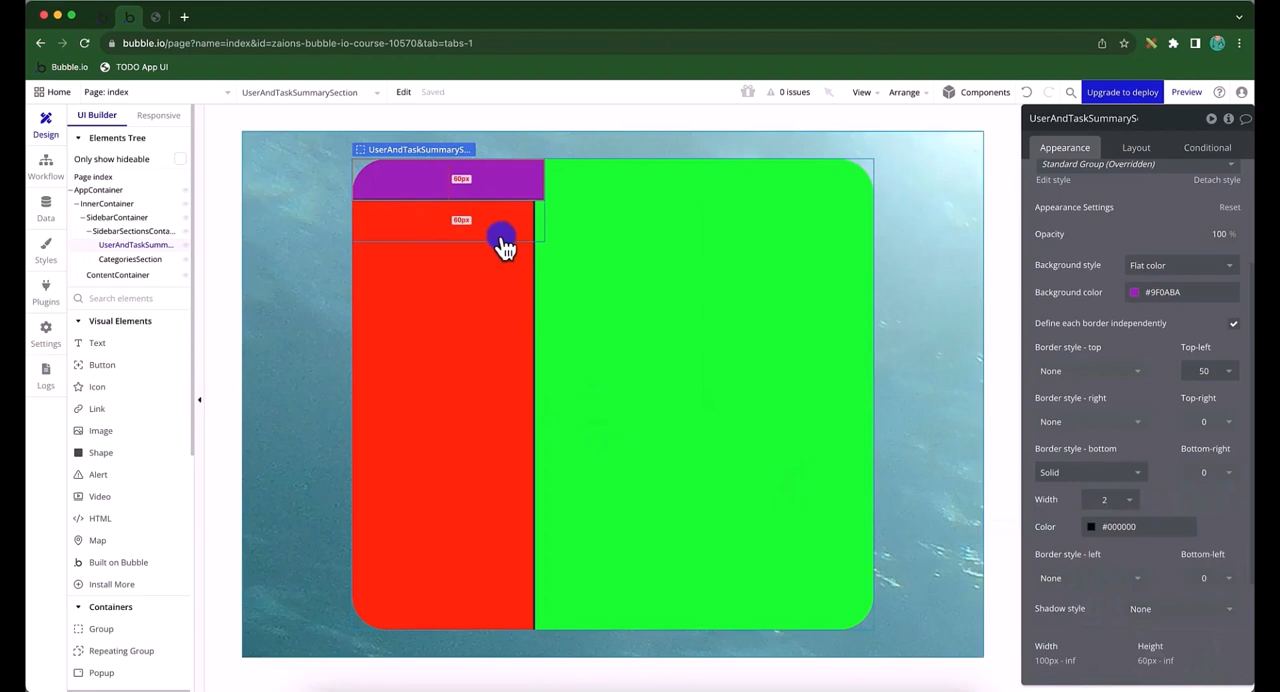 bubble.io/page?name=index&id=zaions-bubble-io-course-10570&tab=tabs-1
Bubble.io
TODO App UI
Home
Page: index
UserAndTaskSummarySection
Edit
Saved
0 issues
View
Arrange
Components
Upgrade to deploy
Preview
Design
Workflow
Data
Styles
Plugins
Settings
Logs
UI Builder
Responsive
Elements Tree
Only show hideable
Page index
AppContainer
InnerContainer
SidebarContainer
SidebarSectionsConta...
UserAndTaskSumm...
CategoriesSection
ContentContainer
Search elements
Visual Elements
Text
Button
Icon
Link
Image
Shape
Alert
Video
HTML
Map
Built on Bubble
Install More
Containers
Group
Repeating Group
Popup
UserAndTaskSummaryS...
60px
60px
UserAndTaskSummaryS
Appearance
Layout
Conditional
Standard Group (Overridden)
Edit style
Detach style
Appearance Settings
Reset
Opacity
100 %
Background style
Flat color
Background color
#9F0ABA
Define each border independently
Border style - top
Top-left
None
50
Border style - right
Top-right
None
0
Border style - bottom
Bottom-right
Solid
0
Width
2
Color
#000000
Border style - left
Bottom-left
None
0
Shadow style
None
Width
Height
100px - inf
60px - inf